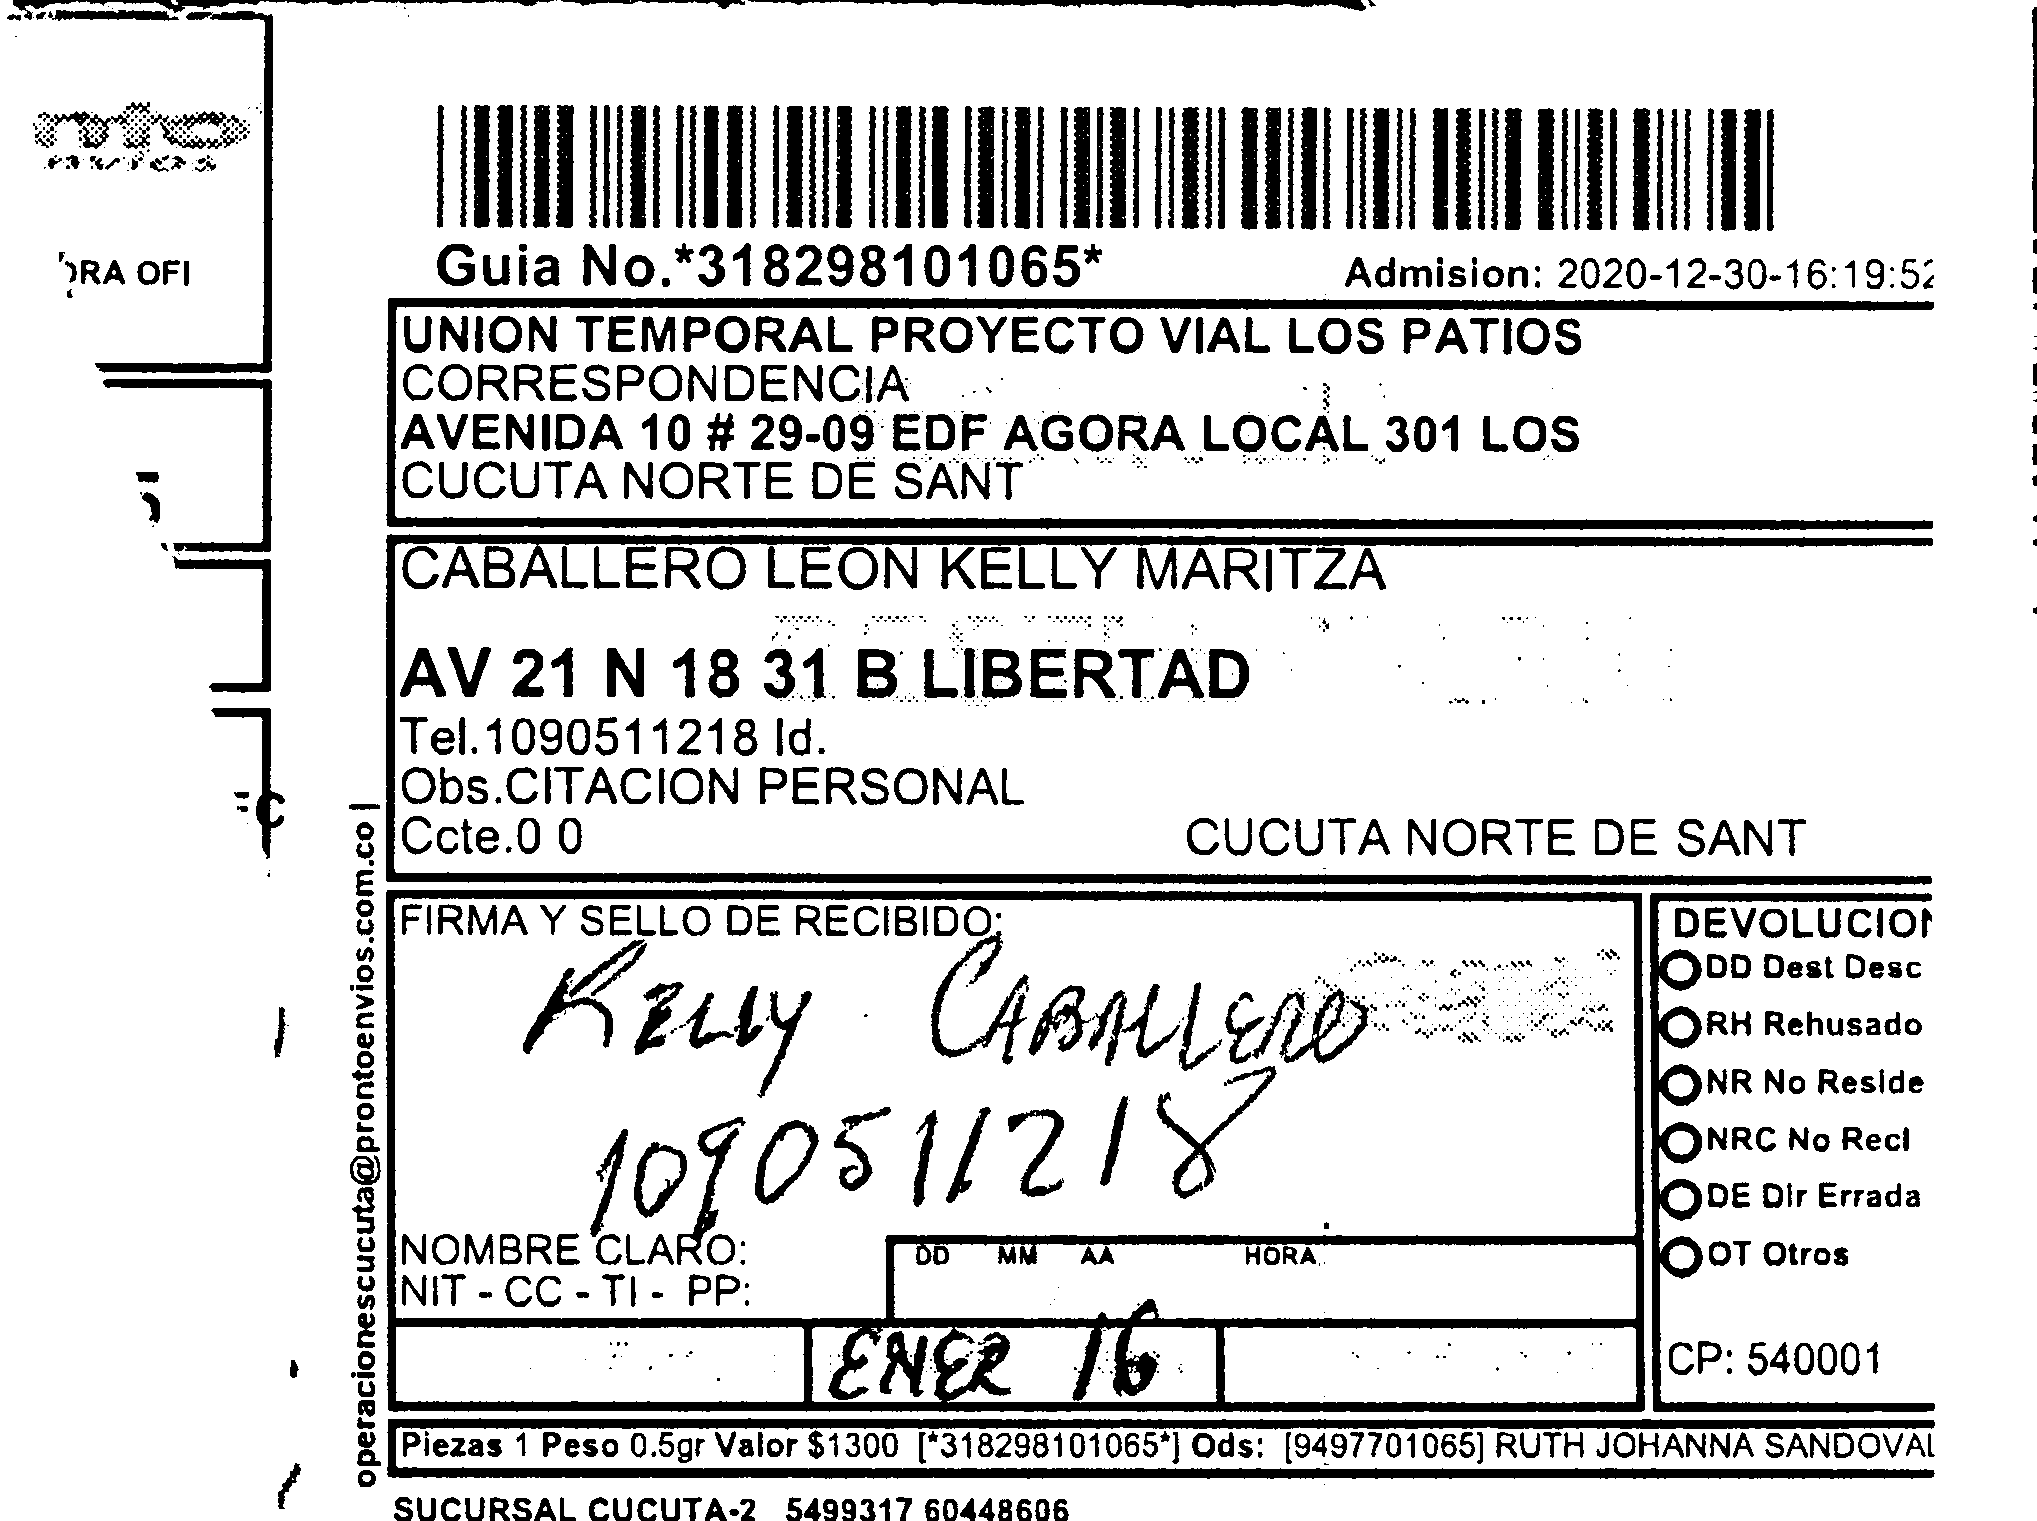 ORA OFI
Guia No.*318298101065*
Admision: 2020-12-30-16:19:52
UNION TEMPORAL PROYECTO VIAL LOS PATIOS
CORRESPONDENCIA
AVENIDA 10 # 29-09 EDF AGORA LOCAL 301 LOS
CUCUTA NORTE DE SANT
CABALLERO LEON KELLY MARITZA
AV 21 N 18 31 B LIBERTAD
Tel.1090511218 Id.
Obs.CITACION PERSONAL
Ccte.0 0
CUCUTA NORTE DE SANT
operacionescucuta@prontoenvios.com.co |
FIRMA Y SELLO DE RECIBIDO:
KELLY CABALLERO
1090511218
NOMBRE CLARO:
NIT - CC - TI - PP:
DD MM AA HORA
ENER 16
DEVOLUCION
DD Dest Desc
RH Rehusado
NR No Reside
NRC No Recl
DE Dir Errada
OT Otros
CP: 540001
Piezas 1 Peso 0.5gr Valor $1300 [*318298101065*] Ods: [9497701065] RUTH JOHANNA SANDOVAL
SUCURSAL CUCUTA-2 5499317 60448606